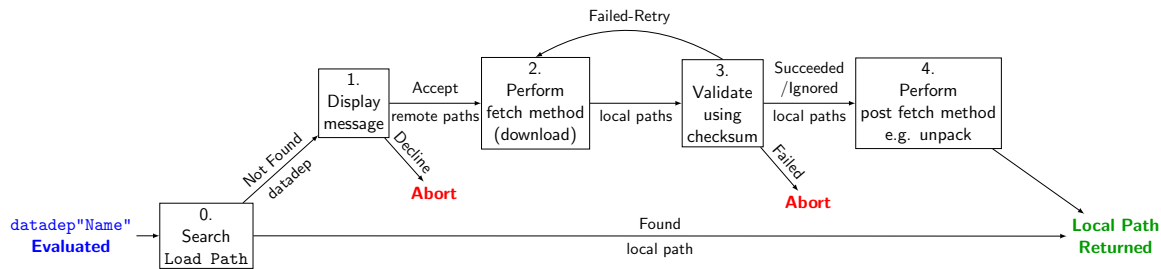 datadep"Name"
Evaluated
0.
Search
Load Path
Not Found
datadep
1.
Display
message
Accept
remote paths
Decline
Abort
2.
Perform
fetch method
(download)
Failed-Retry
local paths
3.
Validate
using
checksum
Failed
Abort
Succeeded
/Ignored
local paths
4.
Perform
post fetch method
e.g. unpack
Found
local path
Local Path
Returned